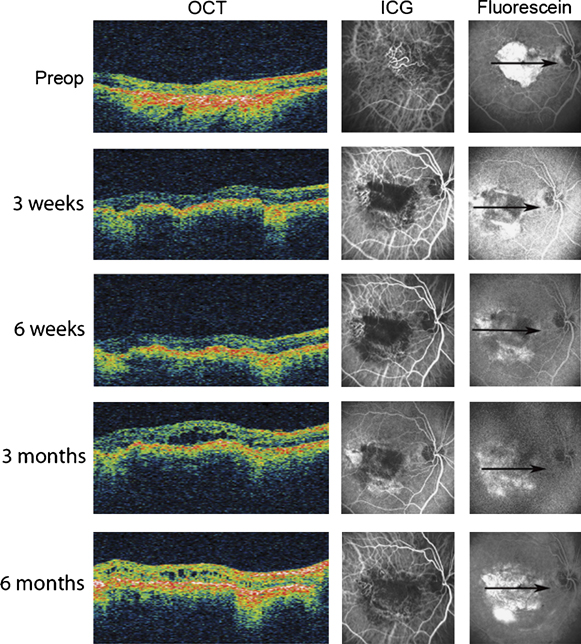 OCT ICG Fluorescein
Preop
3 weeks
6 weeks
3 months
6 months